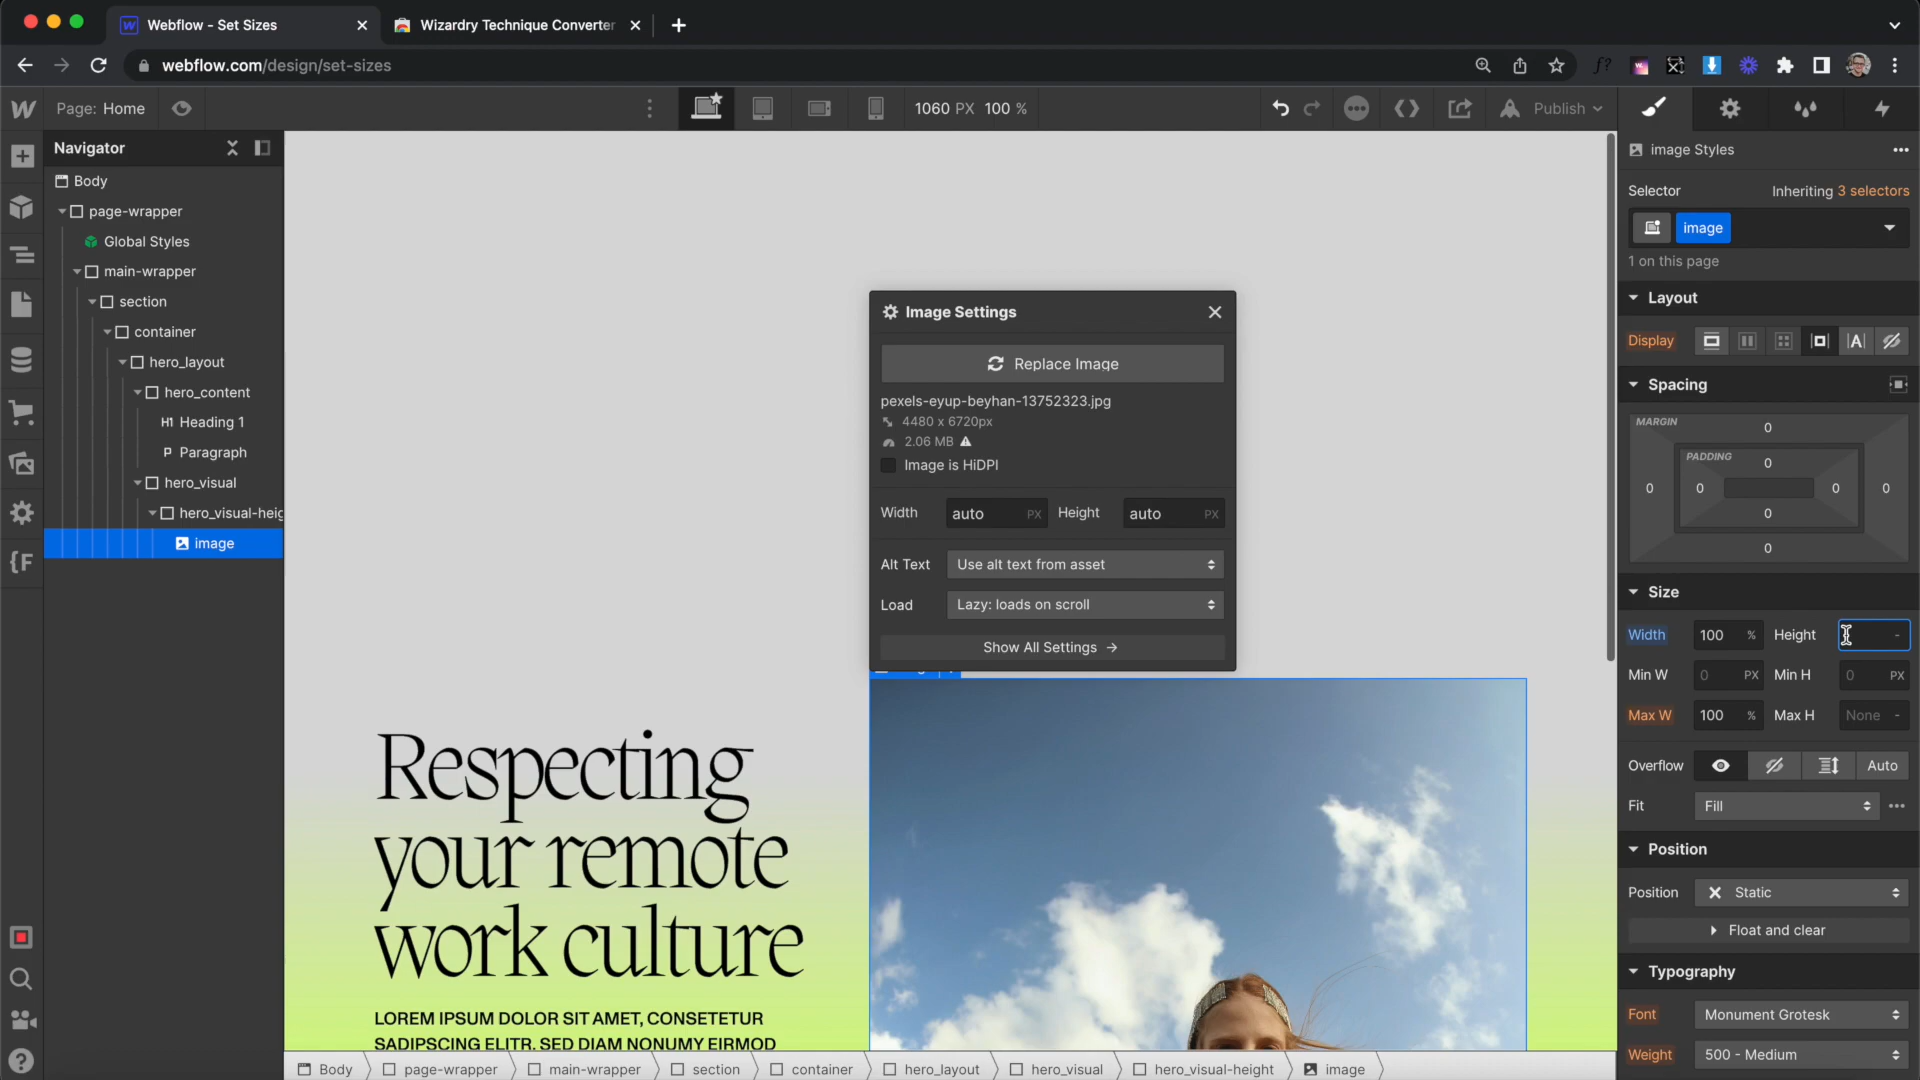 Webflow - Set Sizes
Wizardry Technique Converter
webflow.com/design/set-sizes
Page: Home
1060 PX 100 %
Publish
Navigator
Body
page-wrapper
Global Styles
main-wrapper
section
container
hero_layout
hero_content
H1 Heading 1
P Paragraph
hero_visual
hero_visual-heig
image
Image Settings
Replace Image
pexels-eyup-beyhan-13752323.jpg
4480 x 6720px
2.06 MB
Image is HiDPI
Width auto PX Height auto PX
Alt Text Use alt text from asset
Load Lazy: loads on scroll
Show All Settings
Respecting
your remote
work culture
LOREM IPSUM DOLOR SIT AMET, CONSETETUR
SADIPSCING ELITR, SED DIAM NONUMY EIRMOD
image Styles
Selector Inheriting 3 selectors
image
1 on this page
Layout
Display
Spacing
MARGIN
0
PADDING
0
0 0 0 0
0
0
Size
Width 100 % Height -
Min W 0 PX Min H 0 PX
Max W 100 % Max H None -
Overflow Auto
Fit Fill
Position
Position Static
Float and clear
Typography
Font Monument Grotesk
Weight 500 - Medium
Body page-wrapper main-wrapper section container hero_layout hero_visual hero_visual-height image